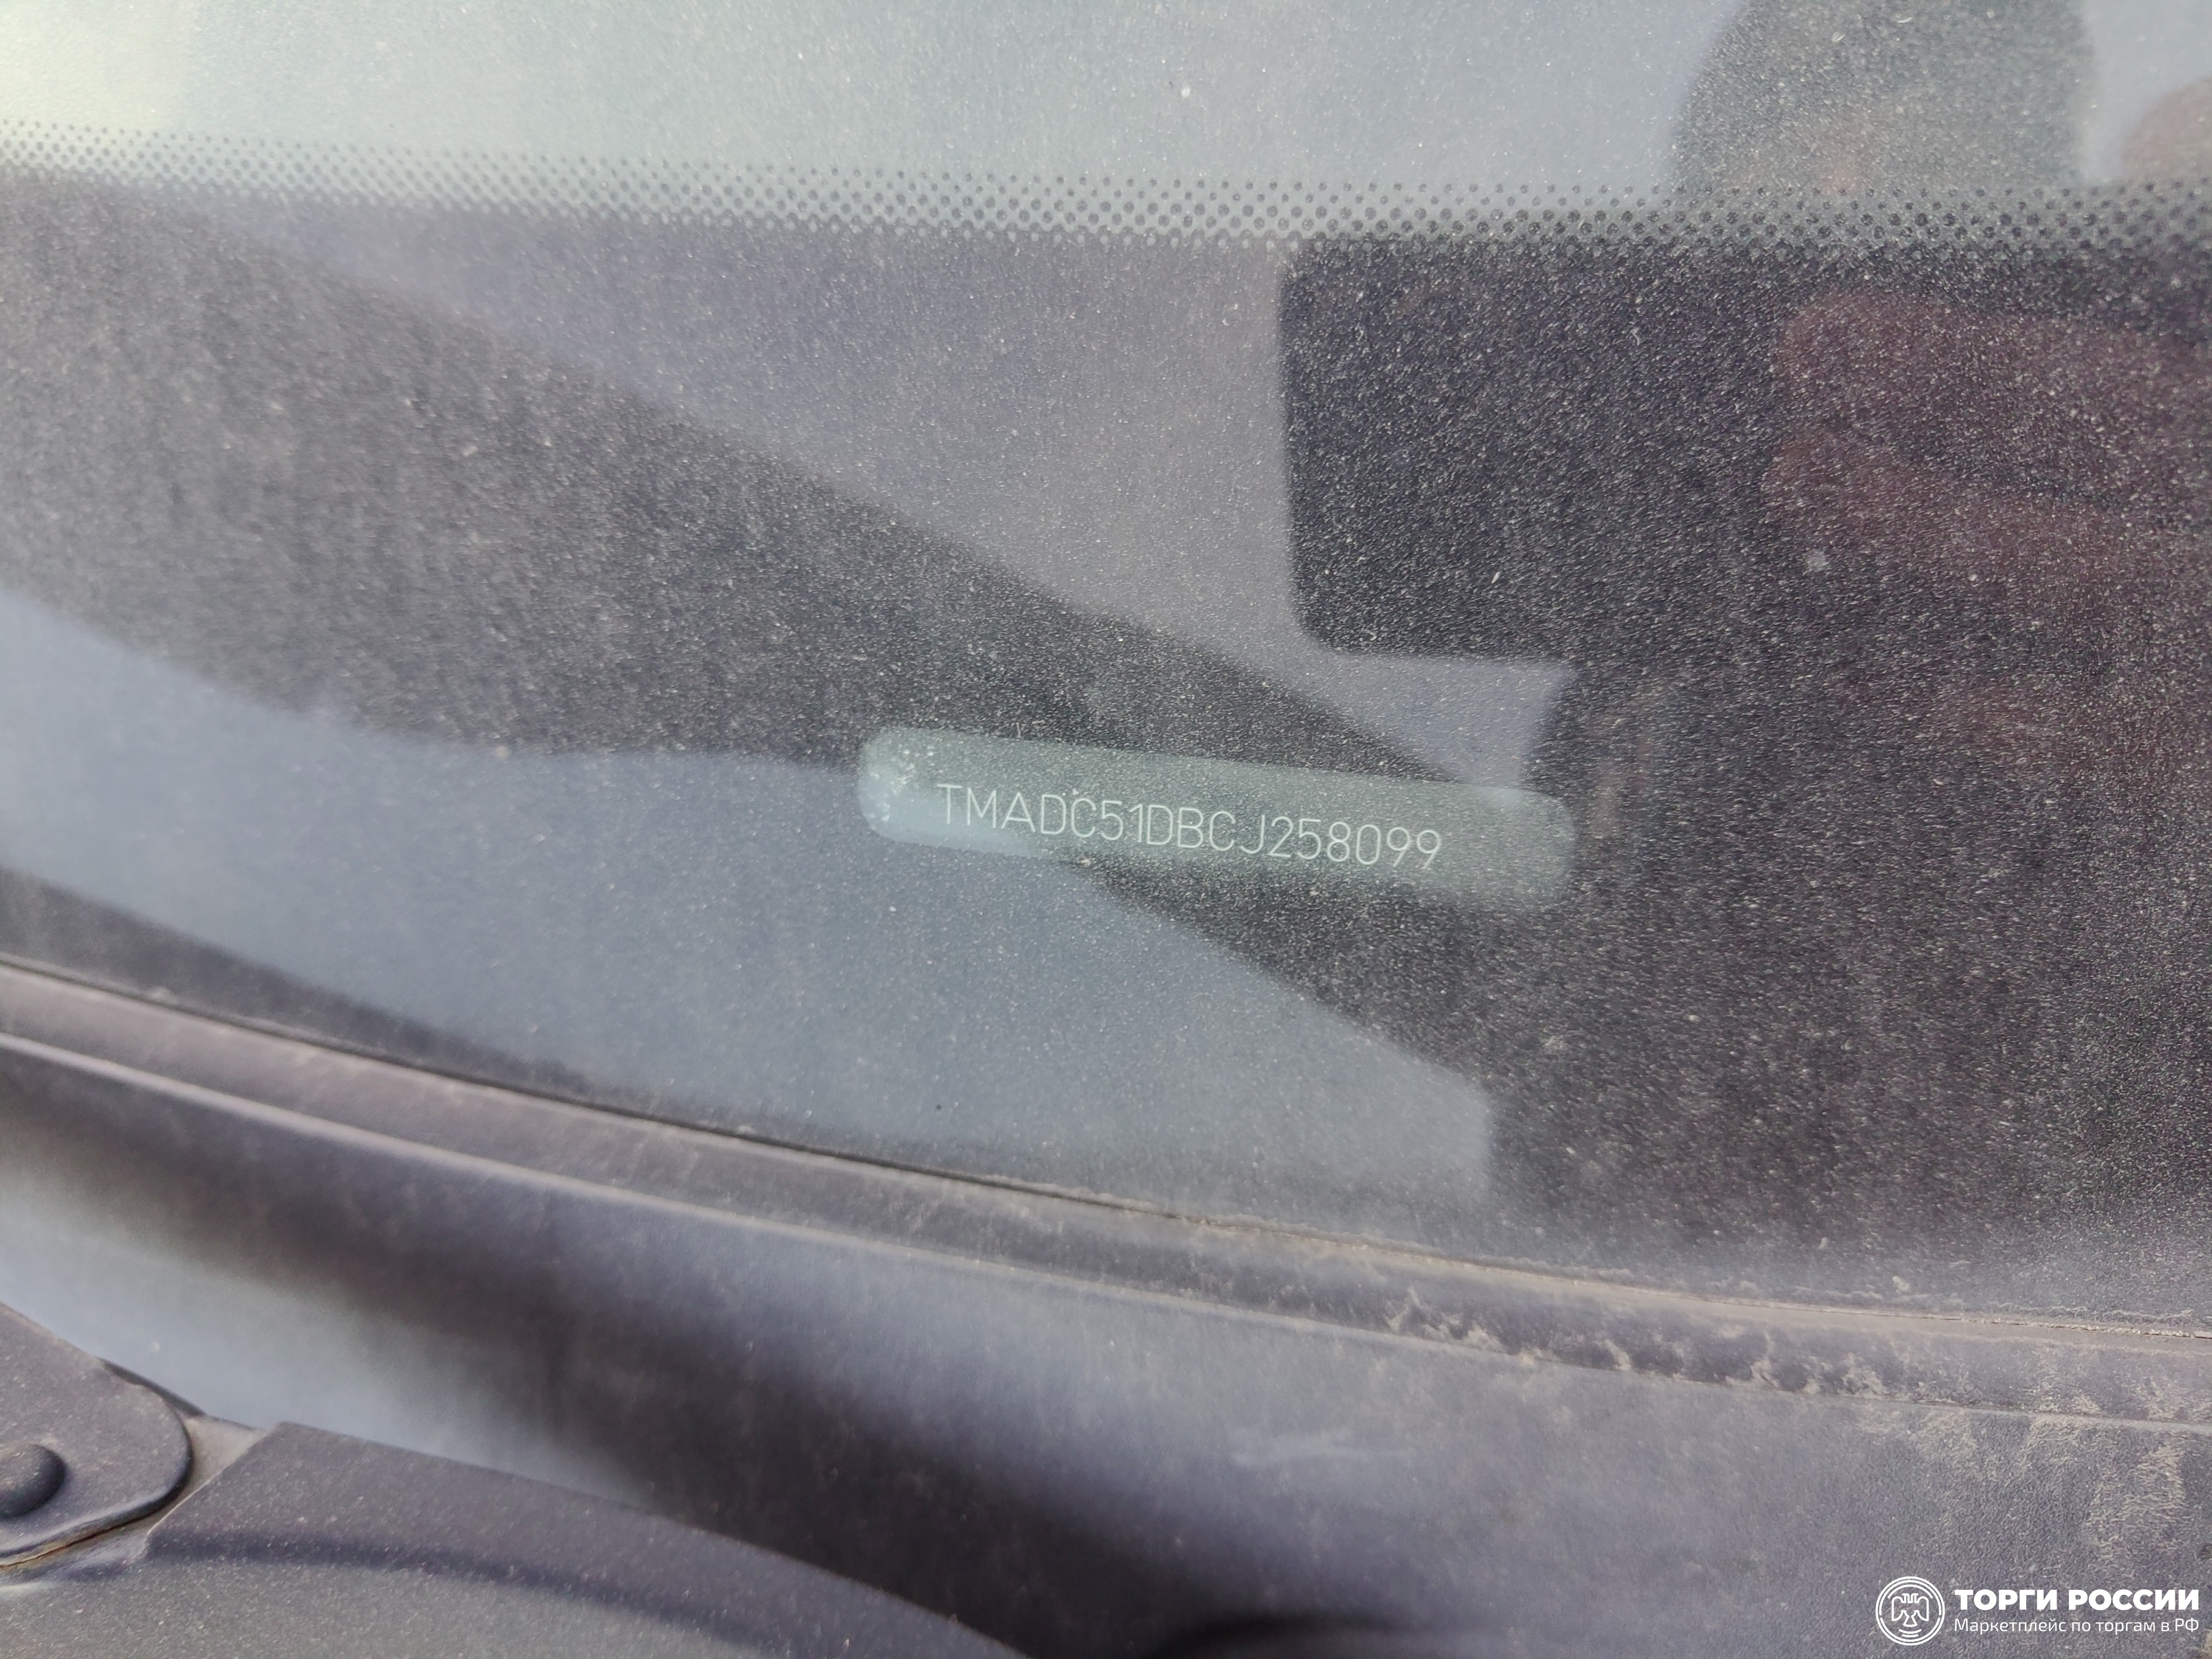 TMADC51DBCJ258099
ТОРГИ РОССИИ
Маркетплейс по торгам в РФ